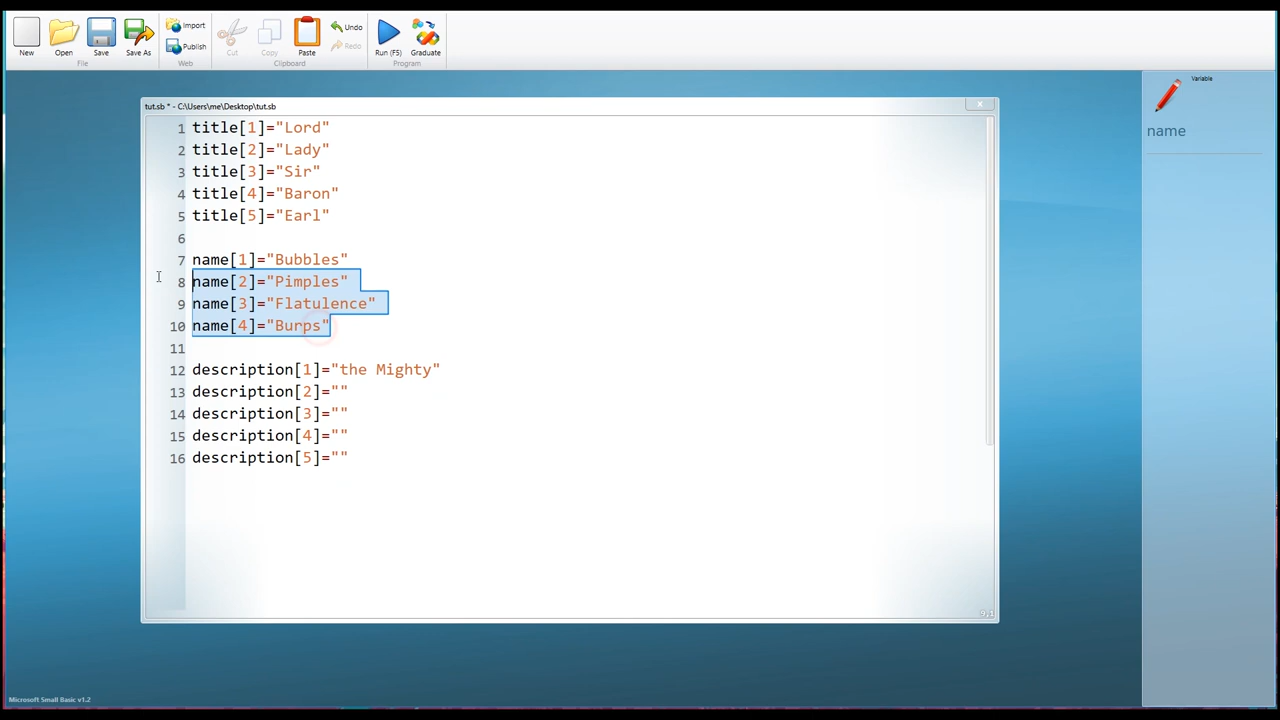 Import
Publish
Undo
Redo
New
Open
Save
Save As
Cut
Copy
Paste
Run (F5)
Graduate
File
Web
Clipboard
Program
Variable
name
tut.sb * - C:\Users\me\Desktop\tut.sb
x
1 title[1]="Lord"
2 title[2]="Lady"
3 title[3]="Sir"
4 title[4]="Baron"
5 title[5]="Earl"
6
7 name[1]="Bubbles"
8 name[2]="Pimples"
9 name[3]="Flatulence"
10 name[4]="Burps"
11
12 description[1]="the Mighty"
13 description[2]=""
14 description[3]=""
15 description[4]=""
16 description[5]=""
9,1
Microsoft Small Basic v1.2